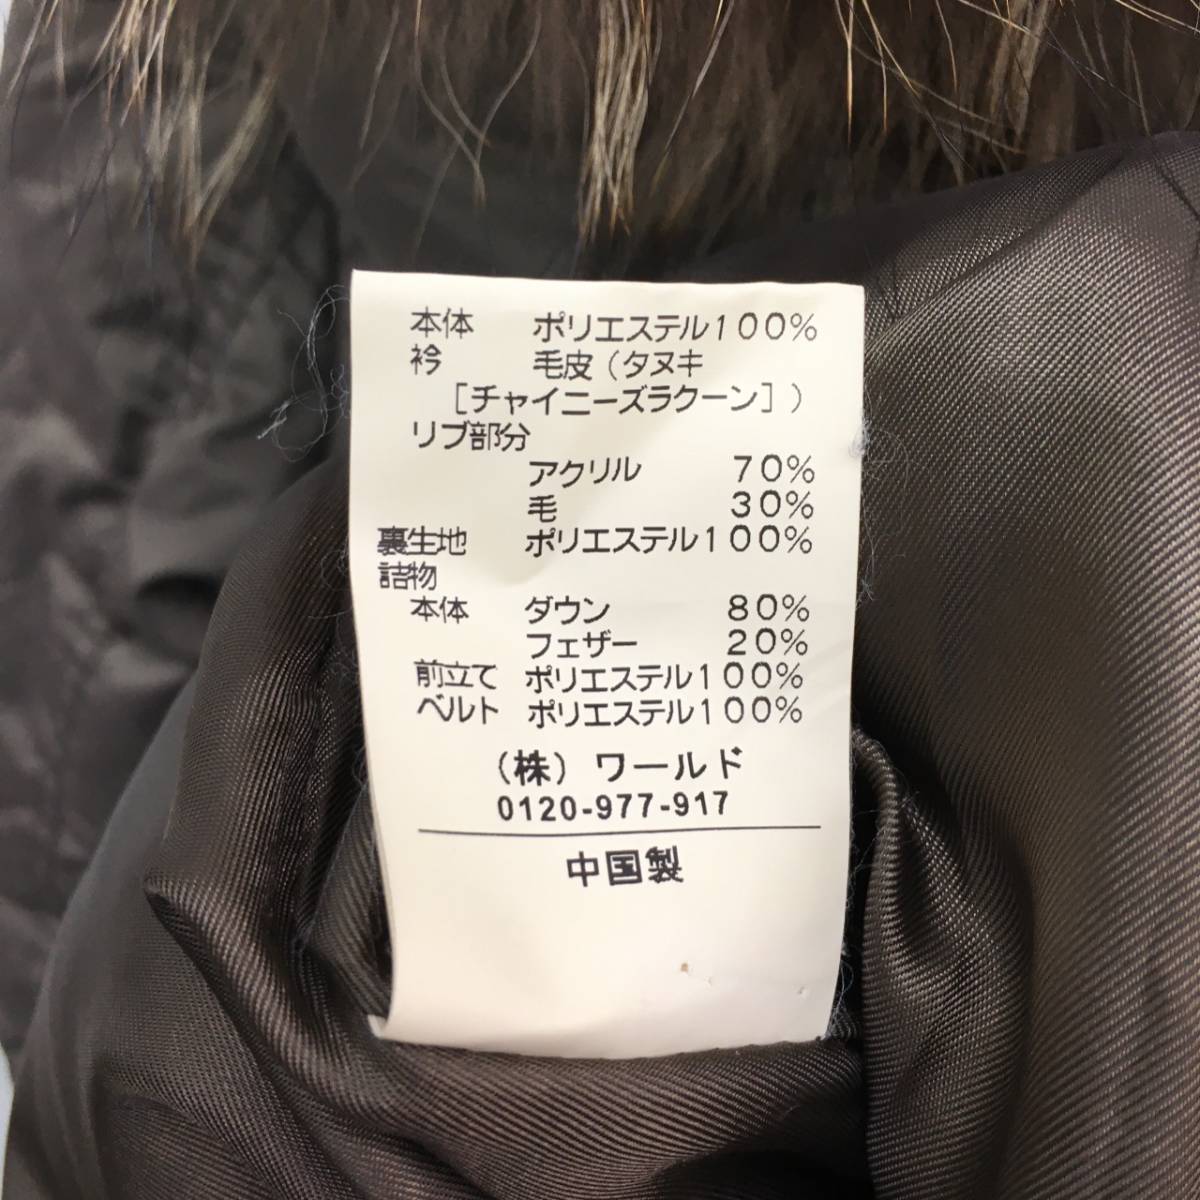 本体 ポリエステル100%
衿 毛皮(タヌキ
[チャイニーズラクーン])
リブ部分
アクリル 70%
毛 30%
裏生地 ポリエステル100%
詰物
本体 ダウン 80%
フェザー 20%
前立て ポリエステル100%
ベルト ポリエステル100%
(株)ワールド
0120-977-917
中国製